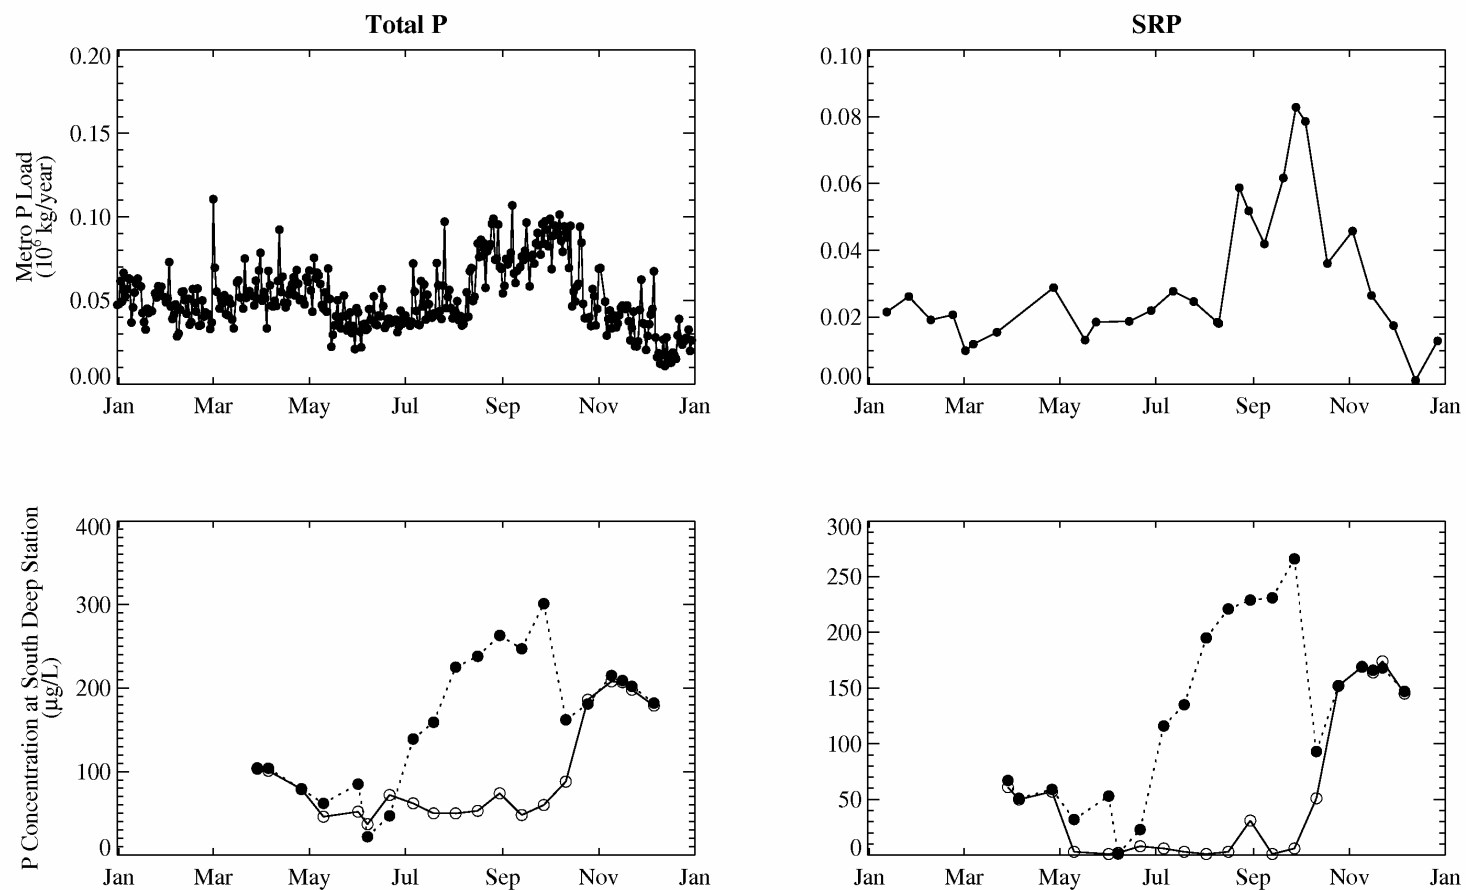 Total P
SRP
Metro P Load
(10⁶ kg/year)
0.20
0.15
0.10
0.05
0.00
Jan Mar May Jul Sep Nov Jan
0.10
0.08
0.06
0.04
0.02
0.00
Jan Mar May Jul Sep Nov Jan
P Concentration at South Deep Station
(µg/L)
400
300
200
100
0
Jan Mar May Jul Sep Nov Jan
300
250
200
150
100
50
0
Jan Mar May Jul Sep Nov Jan